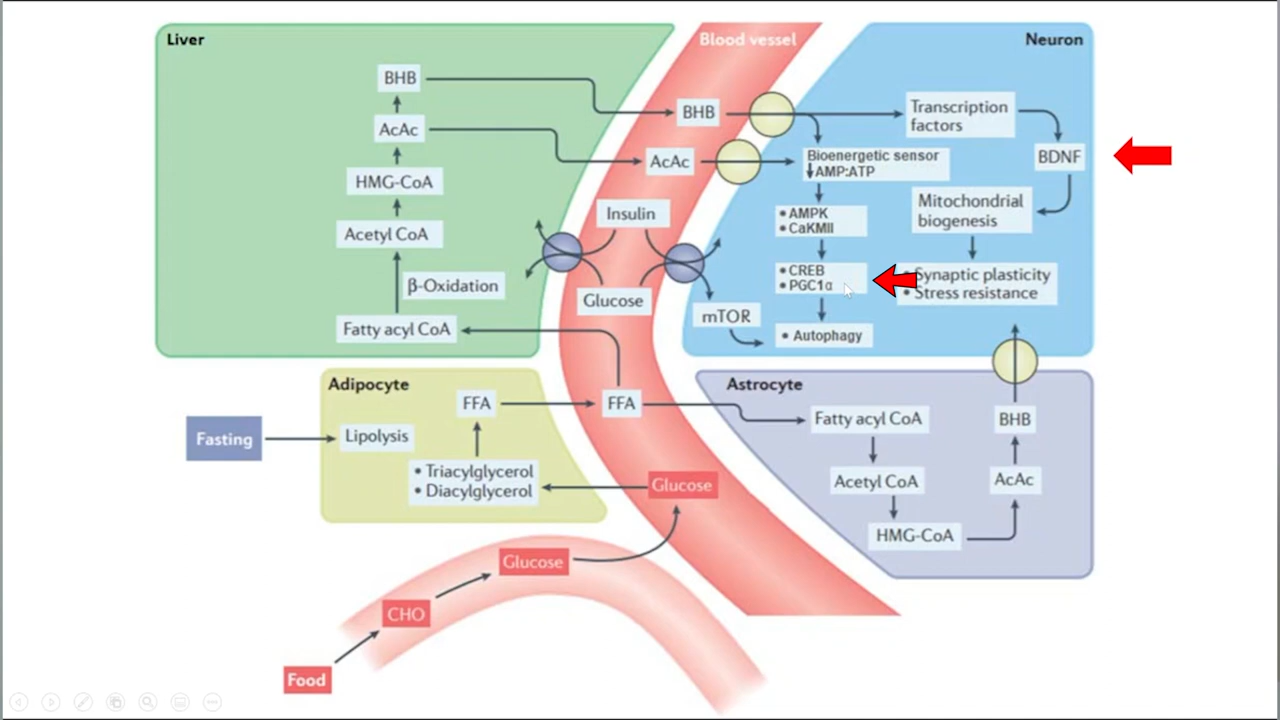 Liver
BHB
AcAc
HMG-CoA
Acetyl CoA
β-Oxidation
Fatty acyl CoA
Blood vessel
BHB
AcAc
Insulin
Glucose
FFA
Glucose
Neuron
Transcription
factors
BDNF
Bioenergetic sensor
↓AMP:ATP
Mitochondrial
biogenesis
• AMPK
• CaKMII
• CREB
• PGC1α
• Synaptic plasticity
• Stress resistance
mTOR
• Autophagy
Adipocyte
FFA
Fasting
Lipolysis
• Triacylglycerol
• Diacylglycerol
Astrocyte
Fatty acyl CoA
Acetyl CoA
HMG-CoA
BHB
AcAc
Glucose
CHO
Food